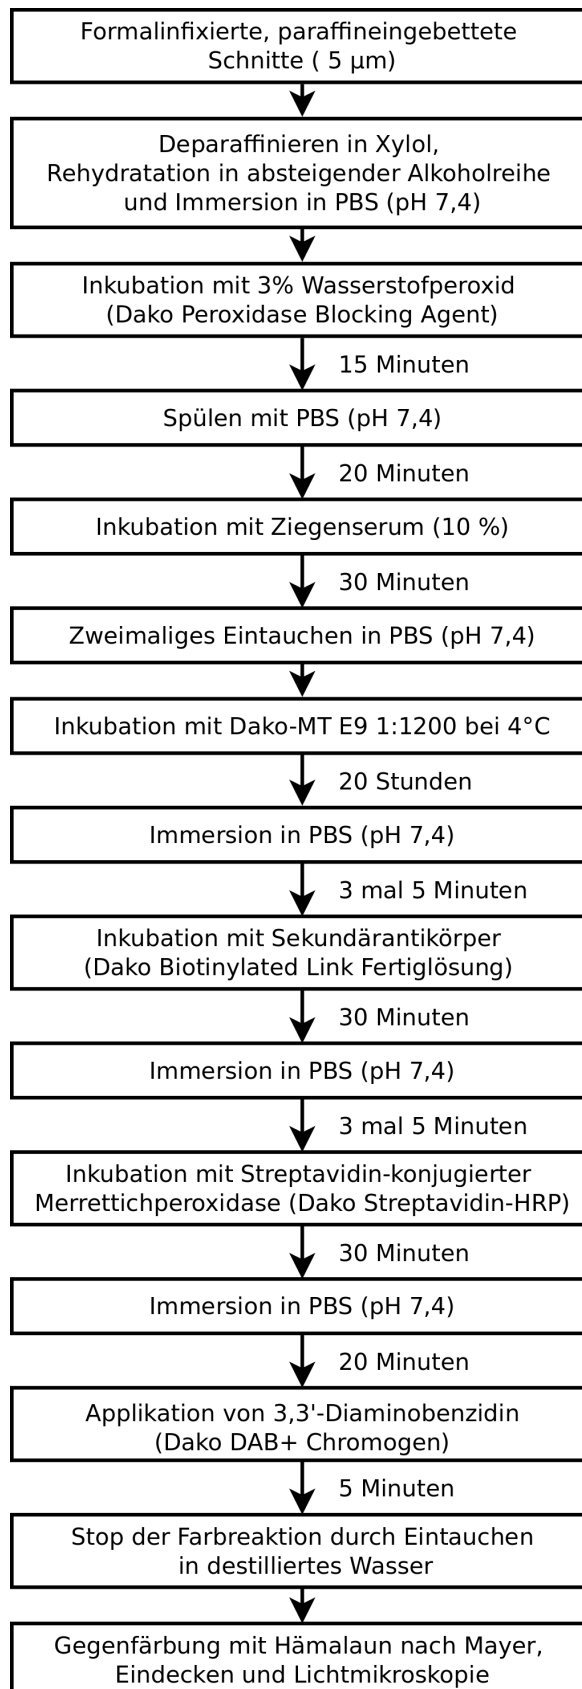 Formalinfixierte, paraffineingebettete
Schnitte ( 5 µm)
Deparaffinieren in Xylol,
Rehydratation in absteigender Alkoholreihe
und Immersion in PBS (pH 7,4)
Inkubation mit 3% Wasserstofperoxid
(Dako Peroxidase Blocking Agent)
15 Minuten
Spülen mit PBS (pH 7,4)
20 Minuten
Inkubation mit Ziegenserum (10 %)
30 Minuten
Zweimaliges Eintauchen in PBS (pH 7,4)
Inkubation mit Dako-MT E9 1:1200 bei 4°C
20 Stunden
Immersion in PBS (pH 7,4)
3 mal 5 Minuten
Inkubation mit Sekundärantikörper
(Dako Biotinylated Link Fertiglösung)
30 Minuten
Immersion in PBS (pH 7,4)
3 mal 5 Minuten
Inkubation mit Streptavidin-konjugierter
Merrettichperoxidase (Dako Streptavidin-HRP)
30 Minuten
Immersion in PBS (pH 7,4)
20 Minuten
Applikation von 3,3'-Diaminobenzidin
(Dako DAB+ Chromogen)
5 Minuten
Stop der Farbreaktion durch Eintauchen
in destilliertes Wasser
Gegenfärbung mit Hämalaun nach Mayer,
Eindecken und Lichtmikroskopie